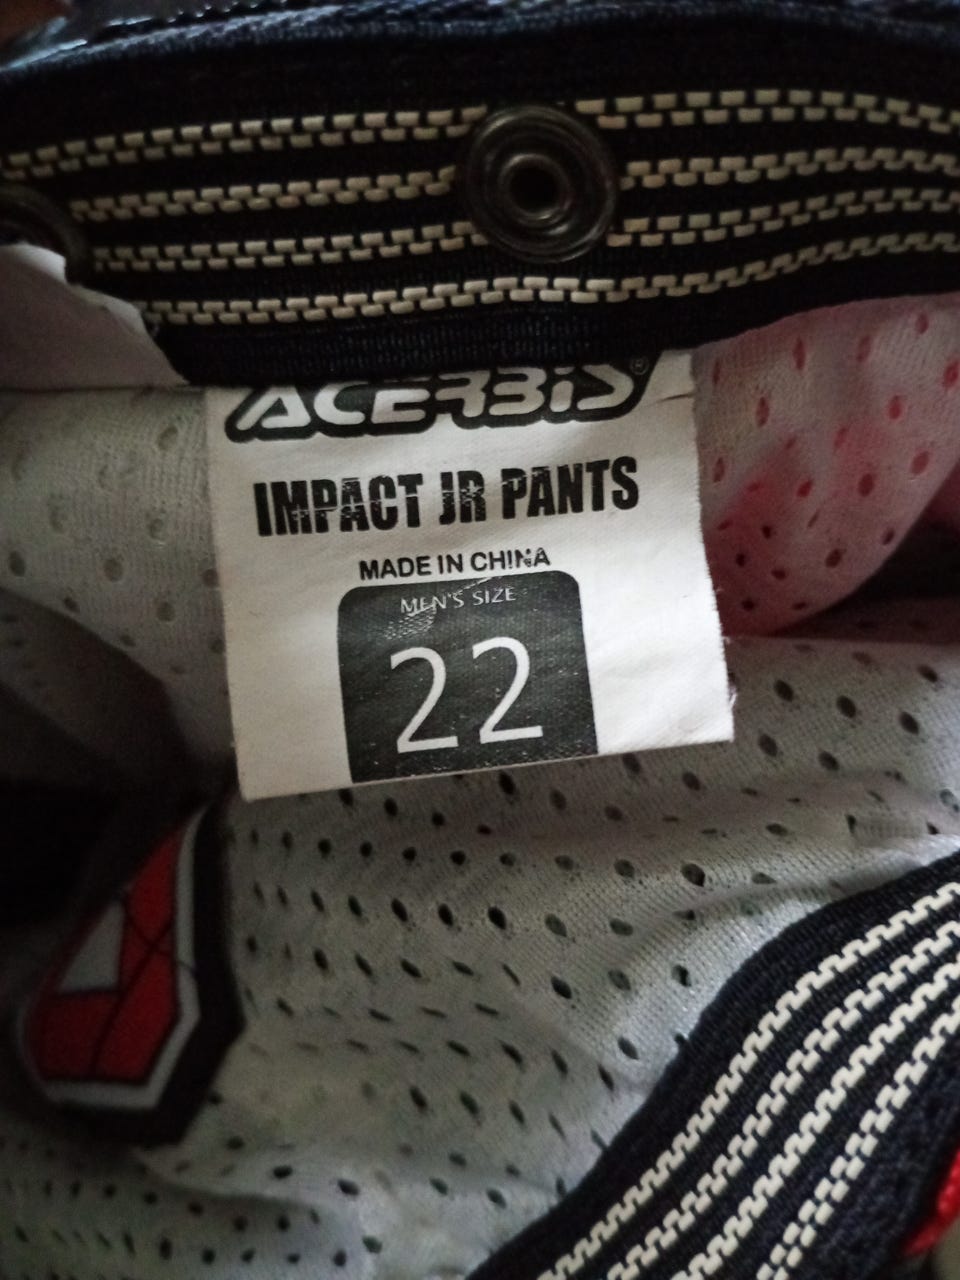 ACERBIS®
IMPACT JR PANTS
MADE IN CHINA
MEN'S SIZE
22